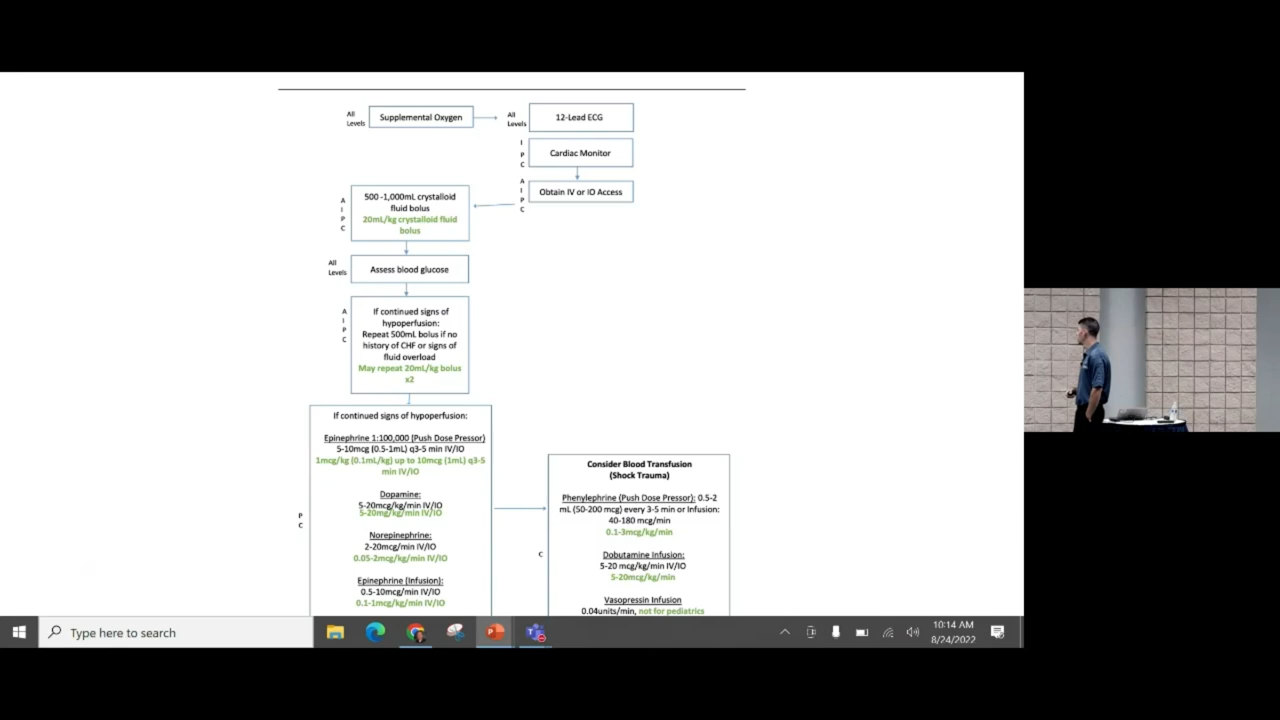 All
Levels
Supplemental Oxygen
All
Levels
12-Lead ECG
I
P
C
Cardiac Monitor
A
I
P
C
Obtain IV or IO Access
A
I
P
C
500 -1,000mL crystalloid
fluid bolus
20mL/kg crystalloid fluid
bolus
All
Levels
Assess blood glucose
A
I
P
C
If continued signs of
hypoperfusion:
Repeat 500mL bolus if no
history of CHF or signs of
fluid overload
May repeat 20mL/kg bolus
x2
If continued signs of hypoperfusion:
Epinephrine 1:100,000 (Push Dose Pressor)
5-10mcg (0.5-1mL) q3-5 min IV/IO
1mcg/kg (0.1mL/kg) up to 10mcg (1mL) q3-5
min IV/IO
Dopamine:
5-20mcg/kg/min IV/IO
5-20mcg/kg/min IV/IO
P
C
Norepinephrine:
2-20mcg/min IV/IO
0.05-2mcg/kg/min IV/IO
Epinephrine (Infusion):
0.5-10mcg/min IV/IO
0.1-1mcg/kg/min IV/IO
Consider Blood Transfusion
(Shock Trauma)
Phenylephrine (Push Dose Pressor): 0.5-2
mL (50-200 mcg) every 3-5 min or Infusion:
40-180 mcg/min
0.1-3mcg/kg/min
C
Dobutamine Infusion:
5-20 mcg/kg/min IV/IO
5-20mcg/kg/min
Vasopressin Infusion
0.04units/min, not for pediatrics
Type here to search
10:14 AM
8/24/2022